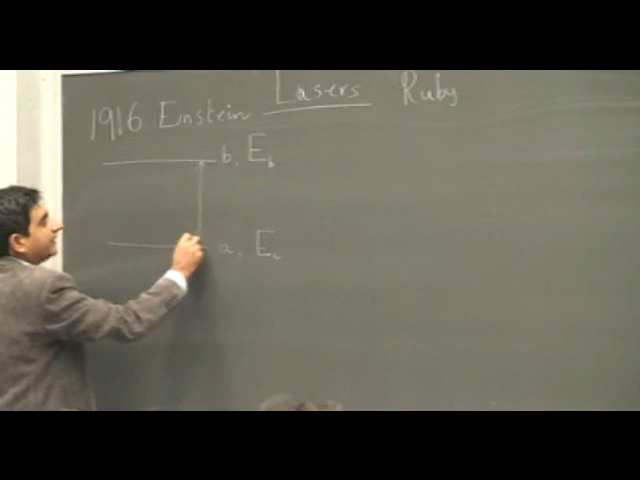 Lasers Ruby
1916 Einstein
b, E_b
a, E_a